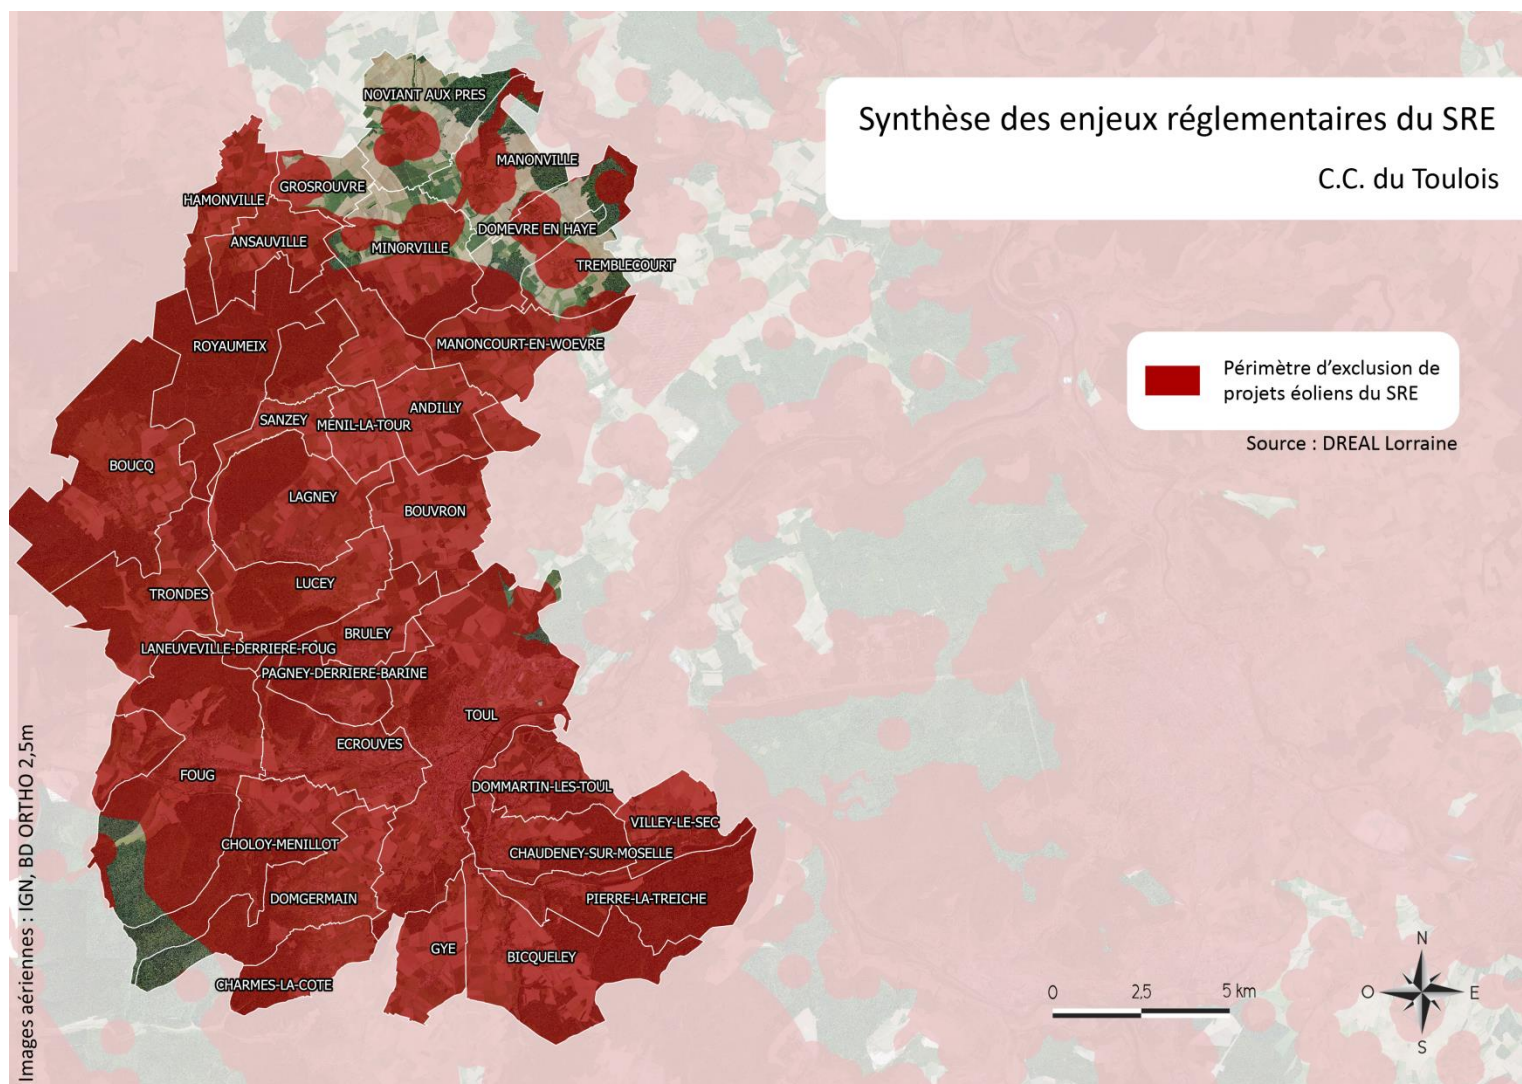 Synthèse des enjeux réglementaires du SRE
C.C. du Toulois
NOVIANT AUX PRES
MANONVILLE
GROSROUVRE
HAMONVILLE
DOMEVRE EN HAYE
ANSAUVILLE
MINORVILLE
TREMBLECOURT
ROYAUMEIX
MANONCOURT-EN-WOEVRE
Périmètre d'exclusion de
projets éoliens du SRE
Source : DREAL Lorraine
ANDILLY
SANZEY
MENIL-LA-TOUR
BOUCQ
LAGNEY
BOUVRON
LUCEY
TRONDES
BRULEY
LANEUVEVILLE-DERRIERE-FOUG
PAGNEY-DERRIERE-BARINE
TOUL
ECROUVES
FOUG
DOMMARTIN-LES-TOUL
VILLEY-LE-SEC
CHOLOY-MENILLOT
CHAUDENEY-SUR-MOSELLE
DOMGERMAIN
PIERRE-LA-TREICHE
GYE
BICQUELEY
CHARMES-LA-COTE
Images aériennes : IGN, BD ORTHO 2,5m
0 2,5 5 km
N
O E
S